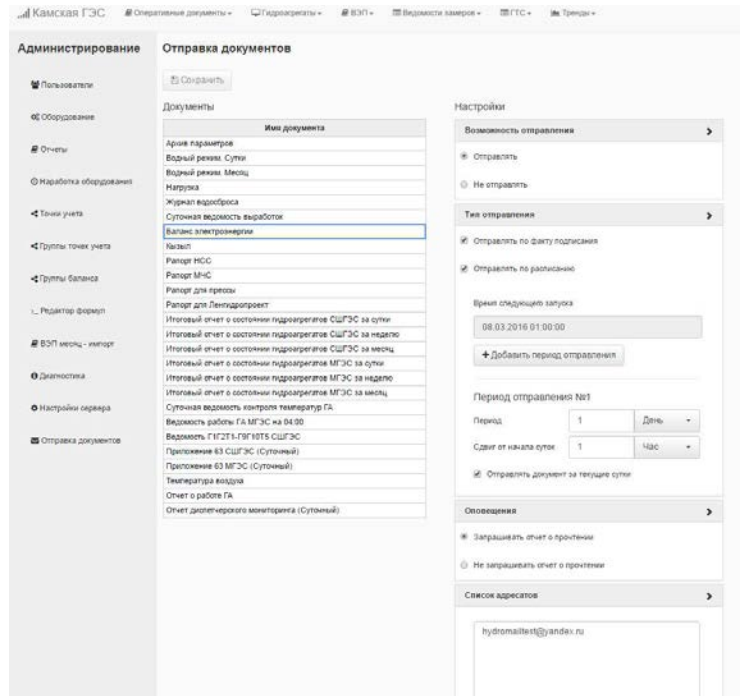 Камская ГЭС
Оперативные документы
Гидроагрегаты
ВЭП
Ведомости замеров
ГТС
Тренды
Администрирование
Пользователи
Оборудование
Отчеты
Наработка оборудования
Точки учета
Группы точек учета
Группы баланса
Редактор формул
ВЭП месяц - импорт
Диагностика
Настройки сервера
Отправка документов
Отправка документов
Сохранить
Документы
Имя документа
Архив параметров
Водный режим. Сутки
Водный режим. Месяц
Нагрузка
Журнал водосброса
Суточная ведомость выработок
Баланс электроэнергии
Кызыл
Рапорт НСС
Рапорт МЧС
Рапорт для прессы
Рапорт для Ленгидропроект
Итоговый отчет о состоянии гидроагрегатов СШГЭС за сутки
Итоговый отчет о состоянии гидроагрегатов СШГЭС за неделю
Итоговый отчет о состоянии гидроагрегатов СШГЭС за месяц
Итоговый отчет о состоянии гидроагрегатов МГЭС за сутки
Итоговый отчет о состоянии гидроагрегатов МГЭС за неделю
Итоговый отчет о состоянии гидроагрегатов МГЭС за месяц
Суточная ведомость контроля температур ГА
Ведомость работы ГА МГЭС на 04:00
Ведомость Г1Г2Т1-Г9Г10Т5 СШГЭС
Приложение 63 СШГЭС (Суточный)
Приложение 63 МГЭС (Суточный)
Температура воздуха
Отчет о работе ГА
Отчет диспетчерского мониторинга (Суточный)
Настройки
Возможность отправления
Отправлять
Не отправлять
Тип отправления
Отправлять по факту подписания
Отправлять по расписанию
Время следующего запуска
08.03.2016 01:00:00
+ Добавить период отправления
Период отправления №1
Период 1 День
Сдвиг от начала суток 1 Час
Отправлять документ за текущие сутки
Оповещения
Запрашивать отчет о прочтении
Не запрашивать отчет о прочтении
Список адресатов
hydromailtest@yandex.ru